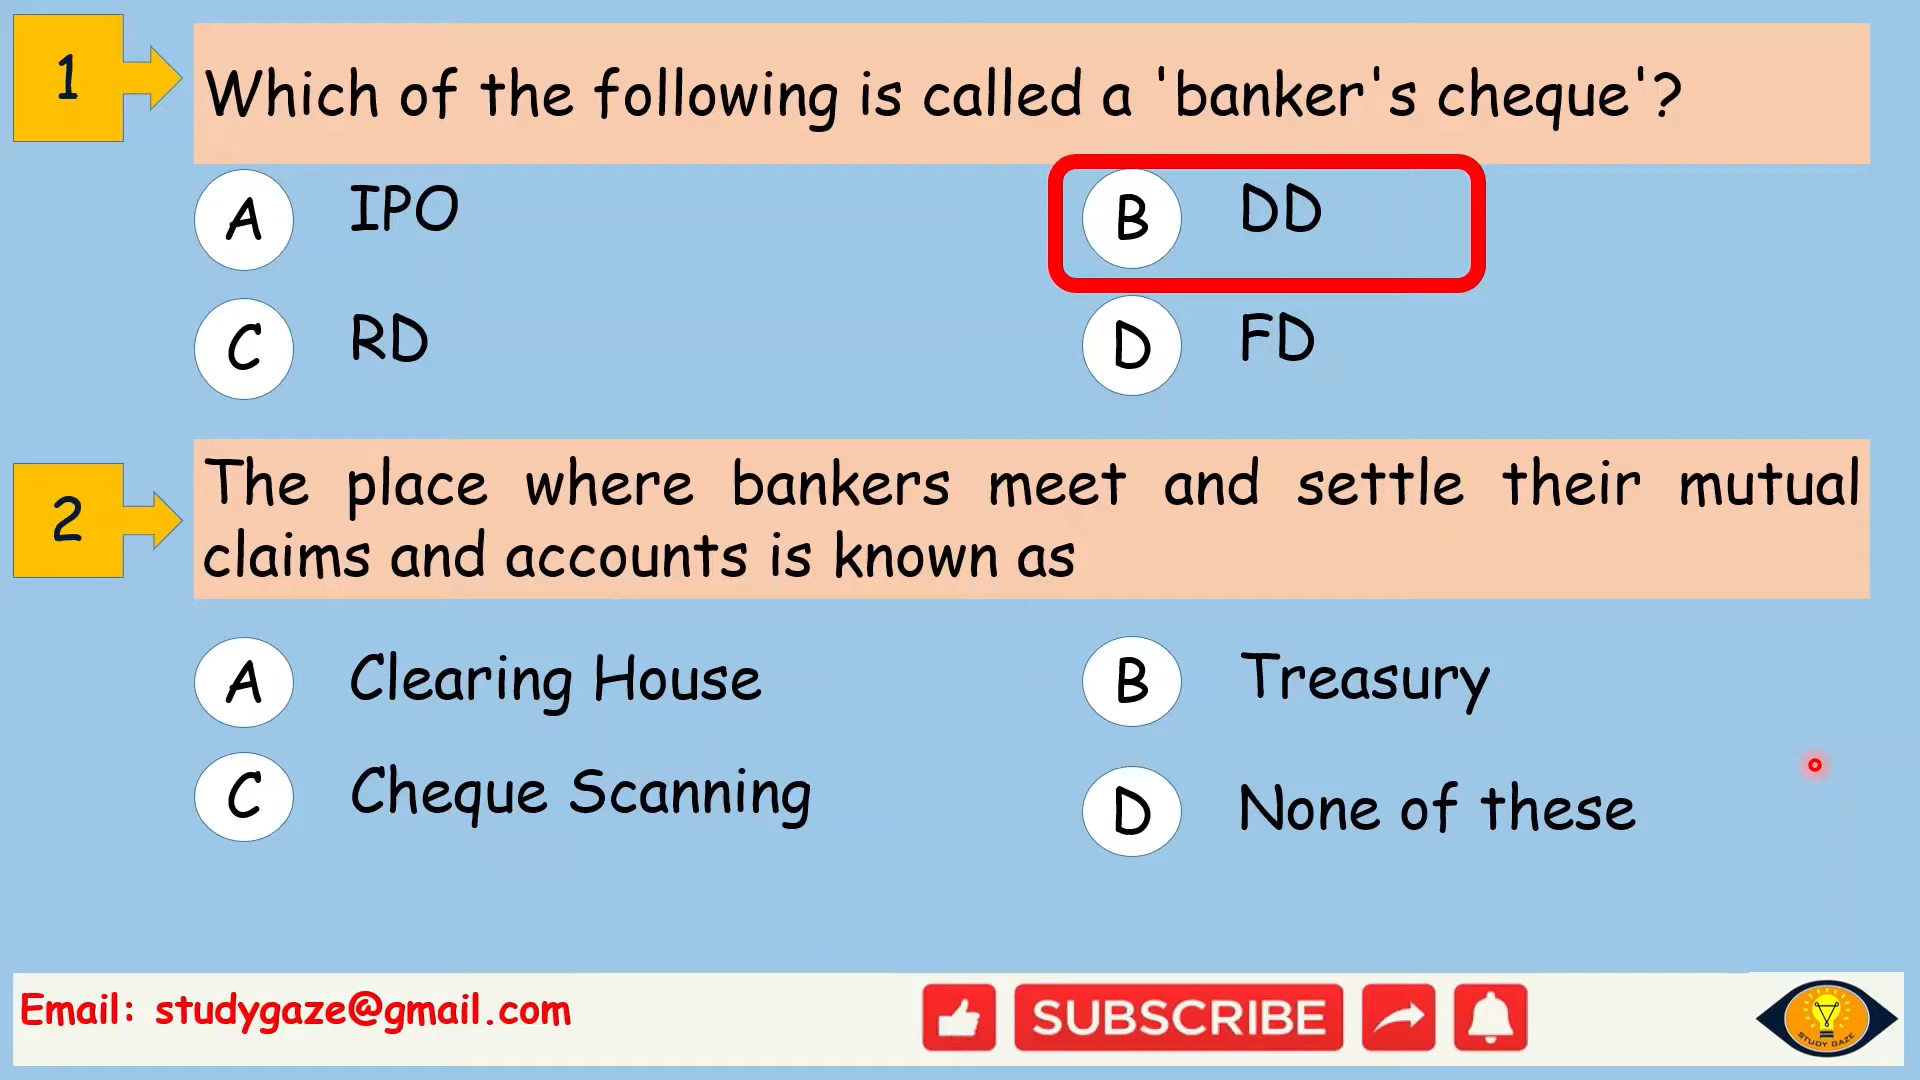 1
Which of the following is called a 'banker's cheque'?
A IPO
B DD
C RD
D FD
2
The place where bankers meet and settle their mutual
claims and accounts is known as
A Clearing House
B Treasury
C Cheque Scanning
D None of these
Email: studygaze@gmail.com
SUBSCRIBE
STUDY GAZE